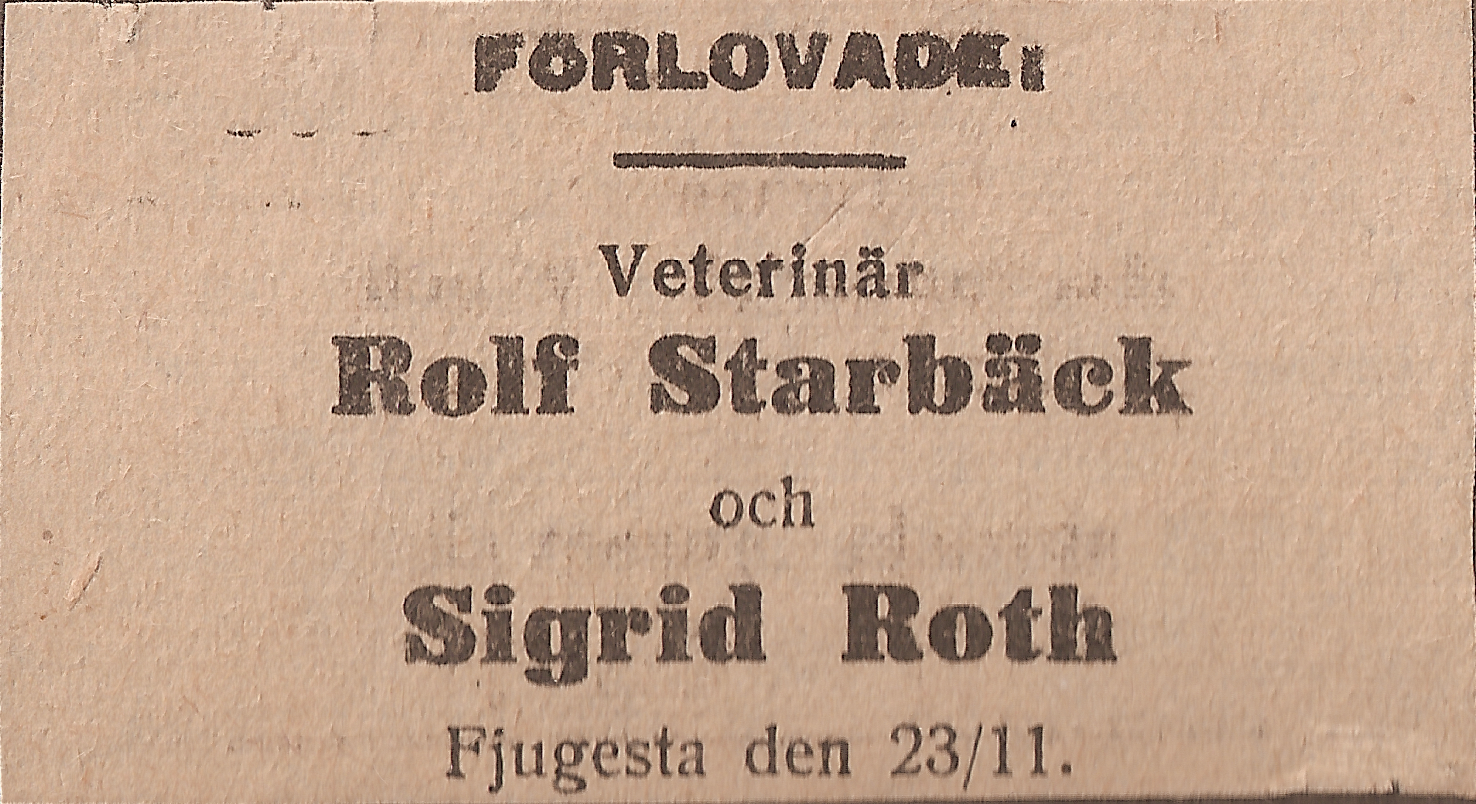 FÖRLOVADE:
Veterinär
Rolf Starbäck
och
Sigrid Roth
Fjugesta den 23/11.